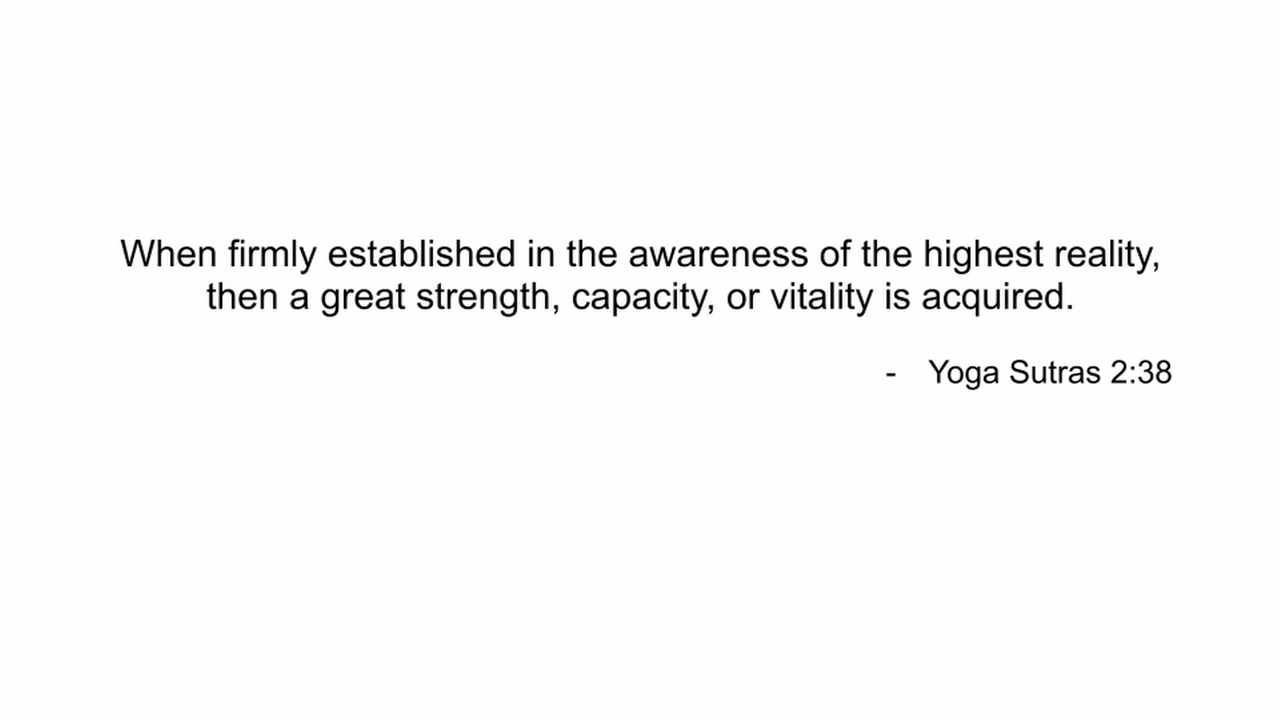 When firmly established in the awareness of the highest reality,
then a great strength, capacity, or vitality is acquired.
- Yoga Sutras 2:38